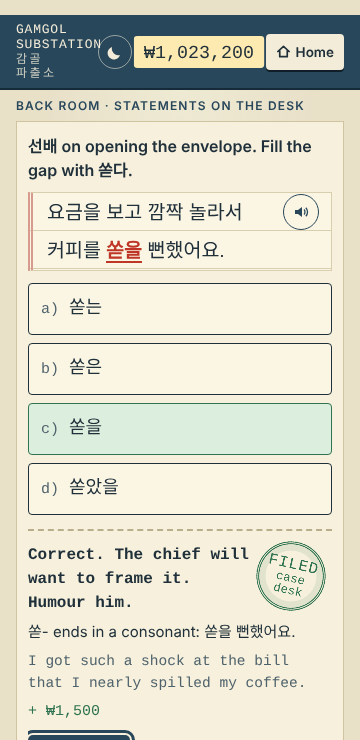 GAMGOL
SUBSTATION
감골
파출소
₩1,023,200
Home
BACK ROOM · STATEMENTS ON THE DESK
선배 on opening the envelope. Fill the
gap with 쏟다.
요금을 보고 깜짝 놀라서
커피를 쏟을 뻔했어요.
a) 쏟는
b) 쏟은
c) 쏟을
d) 쏟았을
Correct. The chief will
want to frame it.
Humour him.
FILED
case
desk
쏟- ends in a consonant: 쏟을 뻔했어요.
I got such a shock at the bill
that I nearly spilled my coffee.
+ ₩1,500